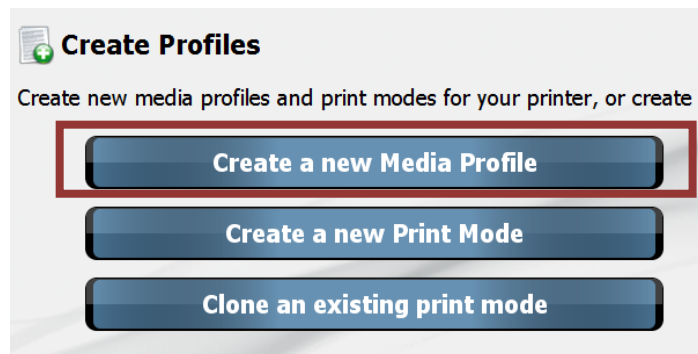 Create Profiles
Create new media profiles and print modes for your printer, or create
Create a new Media Profile
Create a new Print Mode
Clone an existing print mode